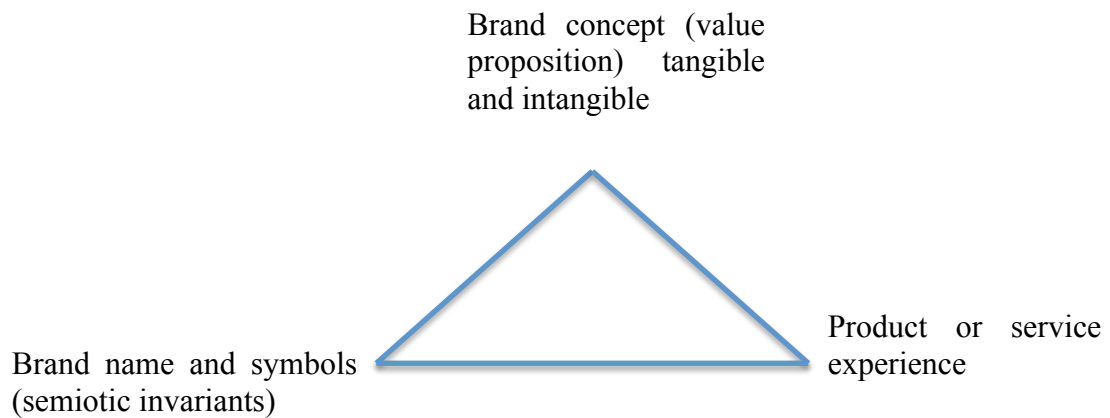 Brand concept (value
proposition) tangible
and intangible
Product or service
experience
Brand name and symbols
(semiotic invariants)